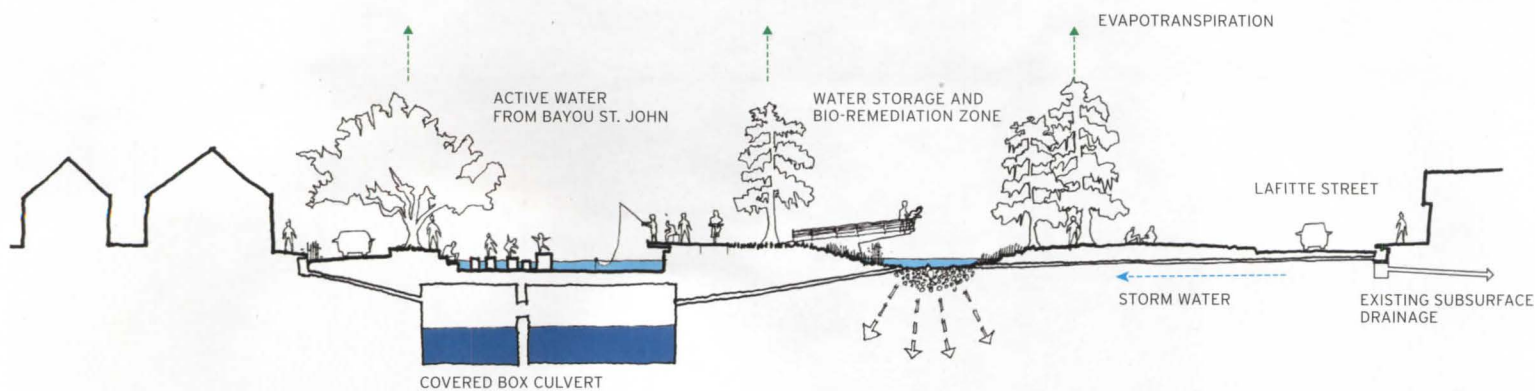 EVAPOTRANSPIRATION
ACTIVE WATER
FROM BAYOU ST. JOHN
WATER STORAGE AND
BIO-REMEDIATION ZONE
LAFITTE STREET
STORM WATER
EXISTING SUBSURFACE
DRAINAGE
COVERED BOX CULVERT